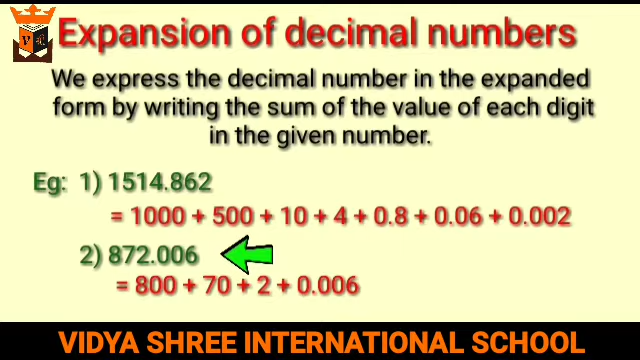 Expansion of decimal numbers
We express the decimal number in the expanded
form by writing the sum of the value of each digit
in the given number.
Eg: 1) 1514.862
= 1000 + 500 + 10 + 4 + 0.8 + 0.06 + 0.002
2) 872.006
= 800 + 70 + 2 + 0.006
VIDYA SHREE INTERNATIONAL SCHOOL